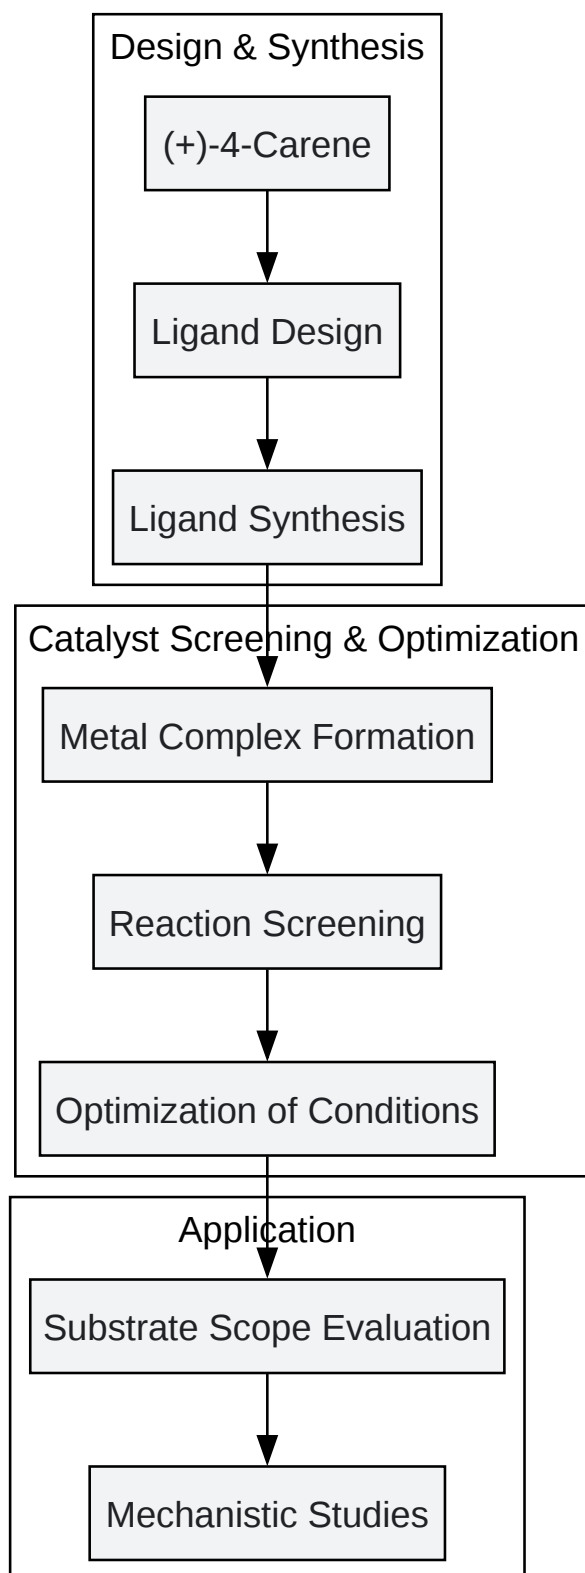 Design & Synthesis
(+)-4-Carene
Ligand Design
Ligand Synthesis
Catalyst Screening & Optimization
Metal Complex Formation
Reaction Screening
Optimization of Conditions
Application
Substrate Scope Evaluation
Mechanistic Studies